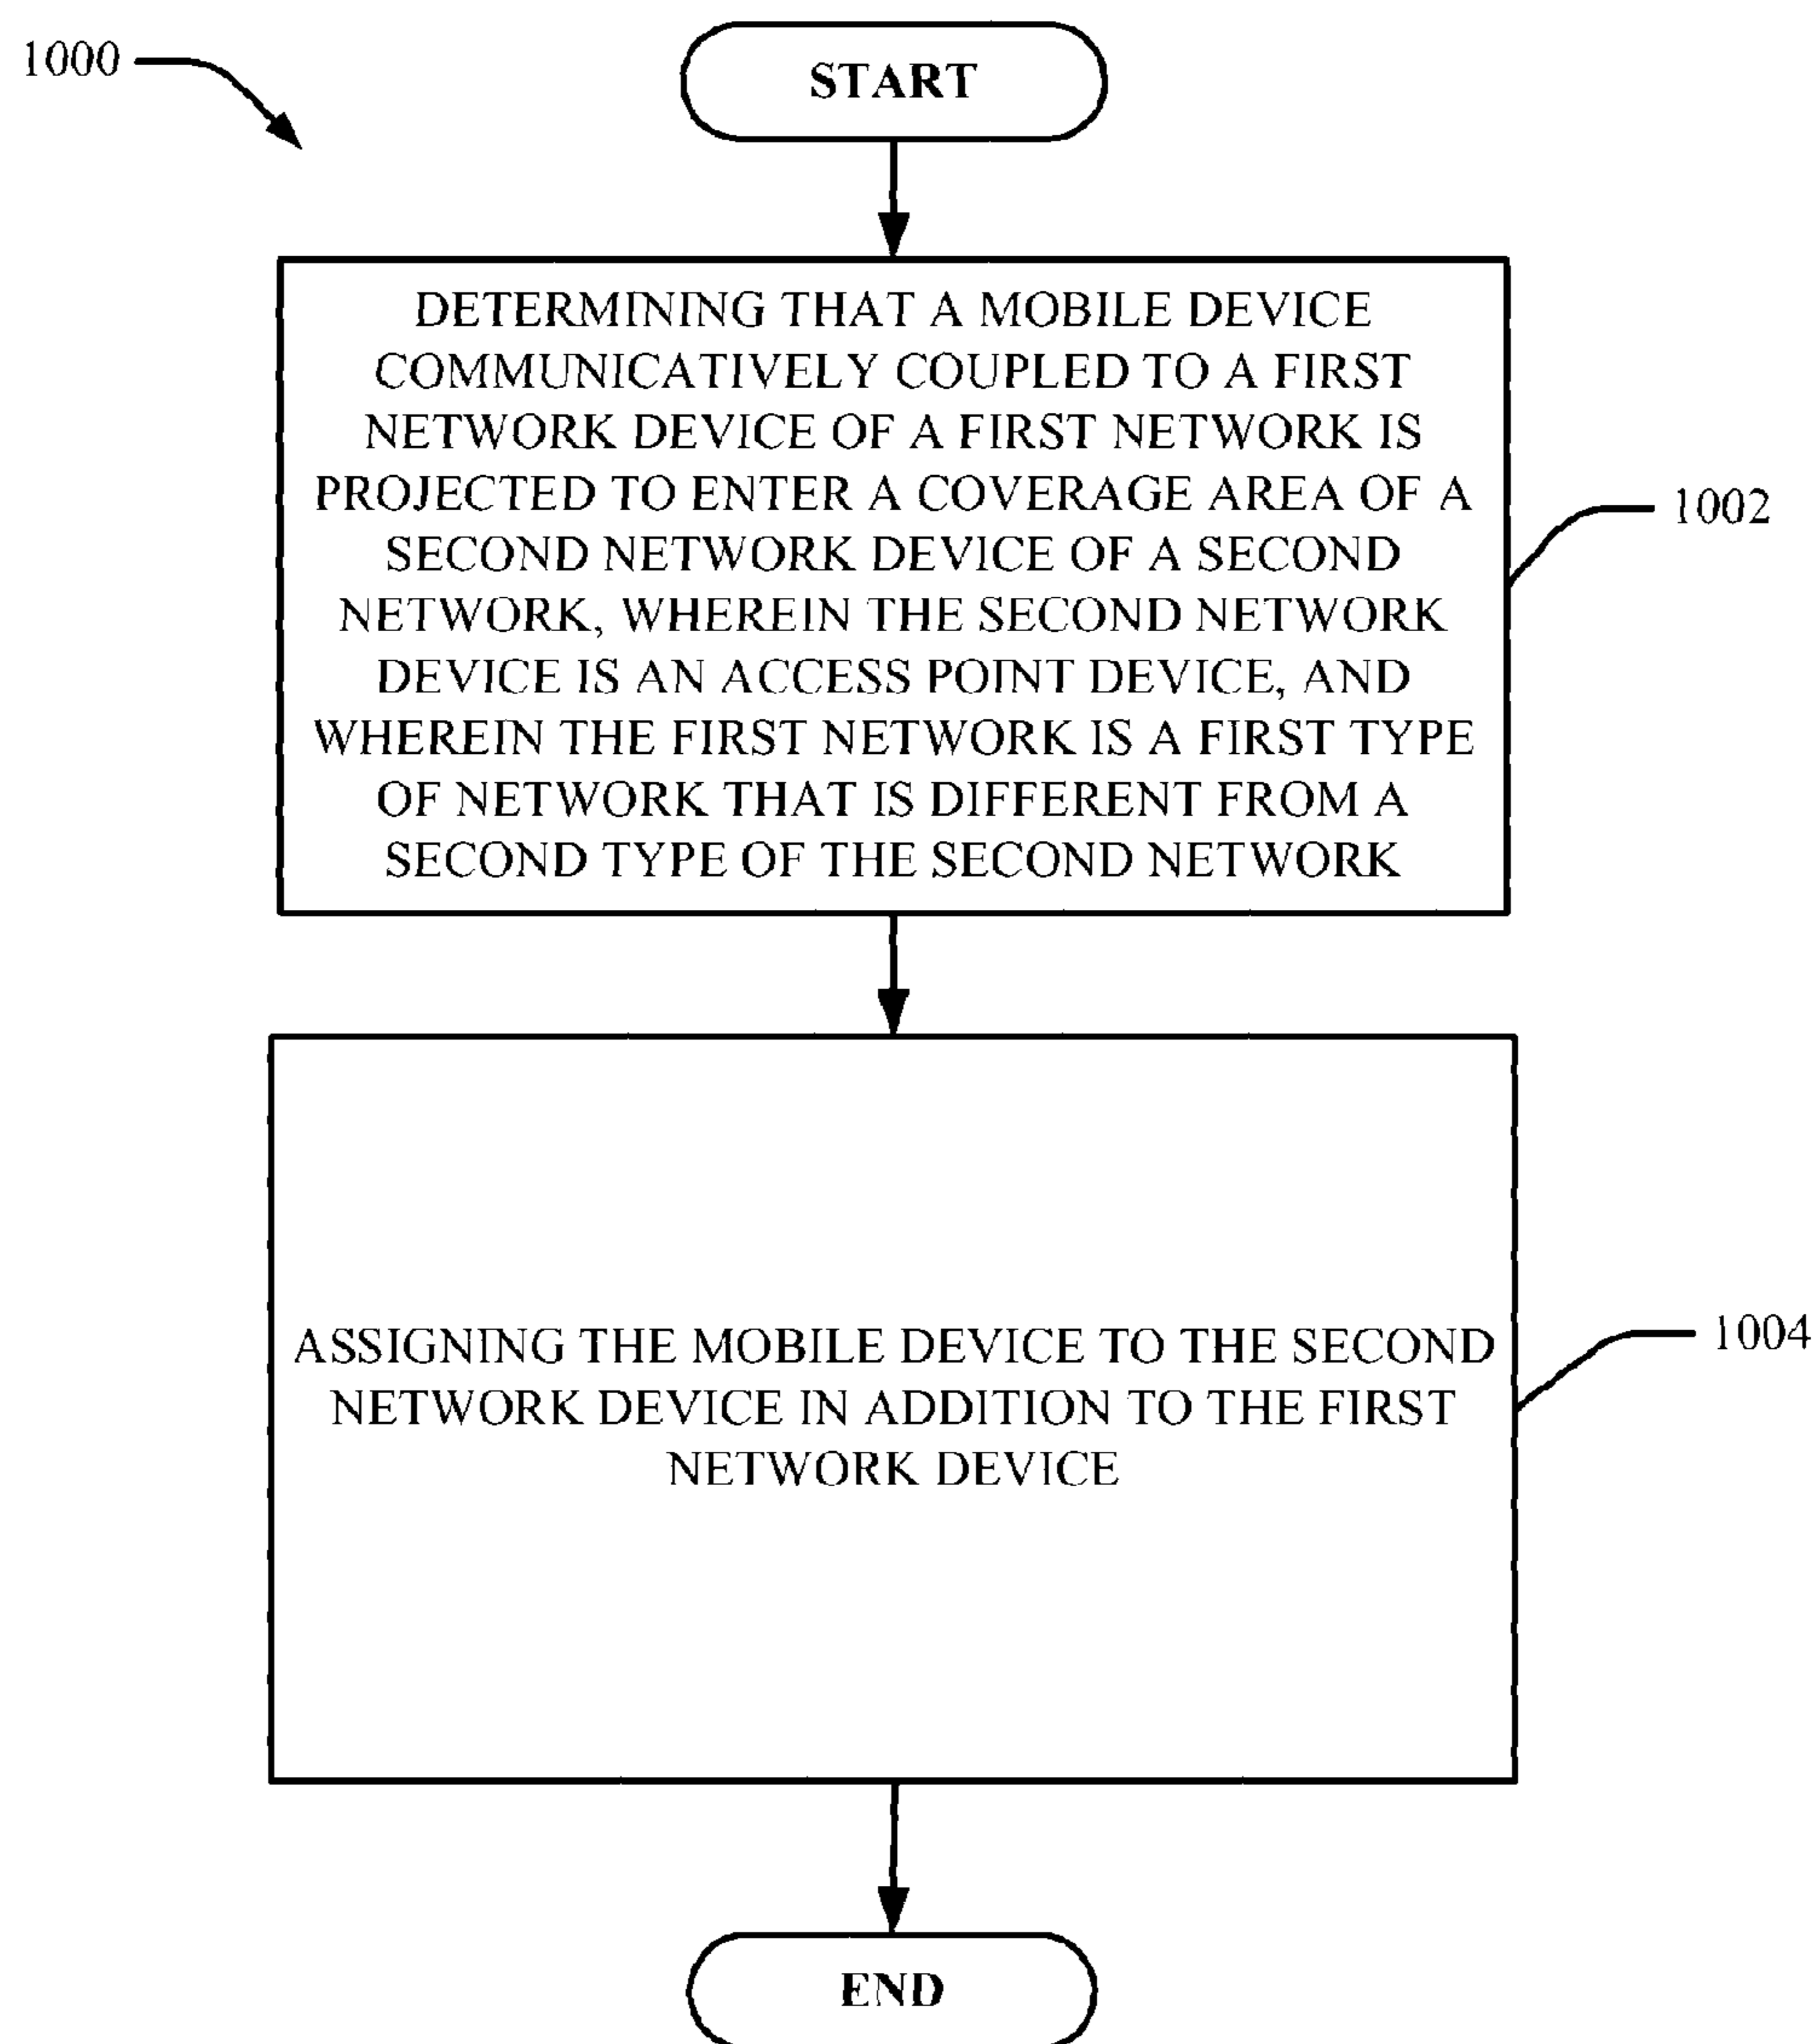 1000
START
DETERMINING THAT A MOBILE DEVICE
COMMUNICATIVELY COUPLED TO A FIRST
NETWORK DEVICE OF A FIRST NETWORK IS
PROJECTED TO ENTER A COVERAGE AREA OF A
SECOND NETWORK DEVICE OF A SECOND
NETWORK, WHEREIN THE SECOND NETWORK
DEVICE IS AN ACCESS POINT DEVICE, AND
WHEREIN THE FIRST NETWORK IS A FIRST TYPE
OF NETWORK THAT IS DIFFERENT FROM A
SECOND TYPE OF THE SECOND NETWORK
1002
ASSIGNING THE MOBILE DEVICE TO THE SECOND
NETWORK DEVICE IN ADDITION TO THE FIRST
NETWORK DEVICE
1004
END